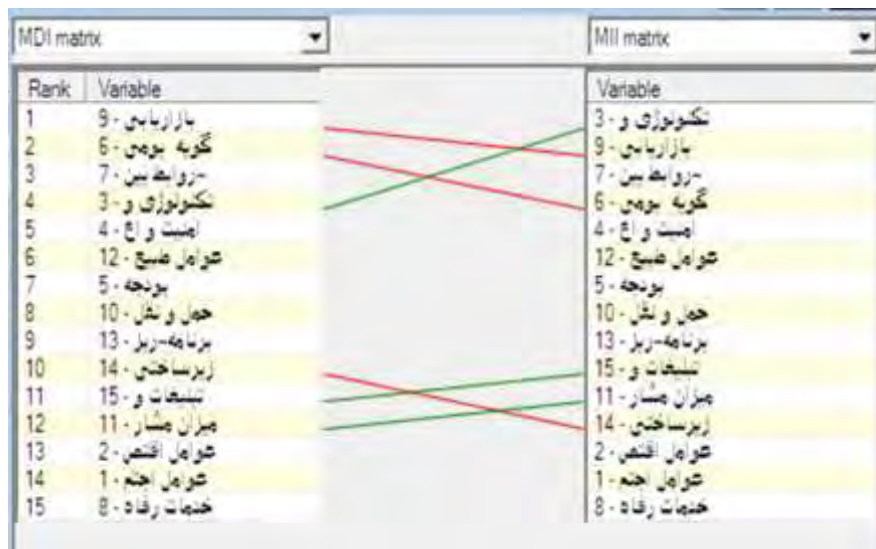 MDI matrix MII matrix
Rank Variable Variable
1 9 - بازاریابی 3 - تکنولوژی و
2 6 - گویه بومی 9 - بازاریابی
3 7 - روابط بین- 7 - روابط بین-
4 3 - تکنولوژی و 6 - گویه بومی
5 4 - امنیت و اع 4 - امنیت و اع
6 12 - عوامل طبیع 12 - عوامل طبیع
7 5 - بودجه 5 - بودجه
8 10 - حمل و نقل 10 - حمل و نقل
9 13 - برنامه-ریز 13 - برنامه-ریز
10 14 - زیرساختی 15 - تبلیغات و
11 15 - تبلیغات و 11 - میزان مشار
12 11 - میزان مشار 14 - زیرساختی
13 2 - عوامل اقتص 2 - عوامل اقتص
14 1 - عوامل اجتم 1 - عوامل اجتم
15 8 - خدمات رفاه 8 - خدمات رفاه